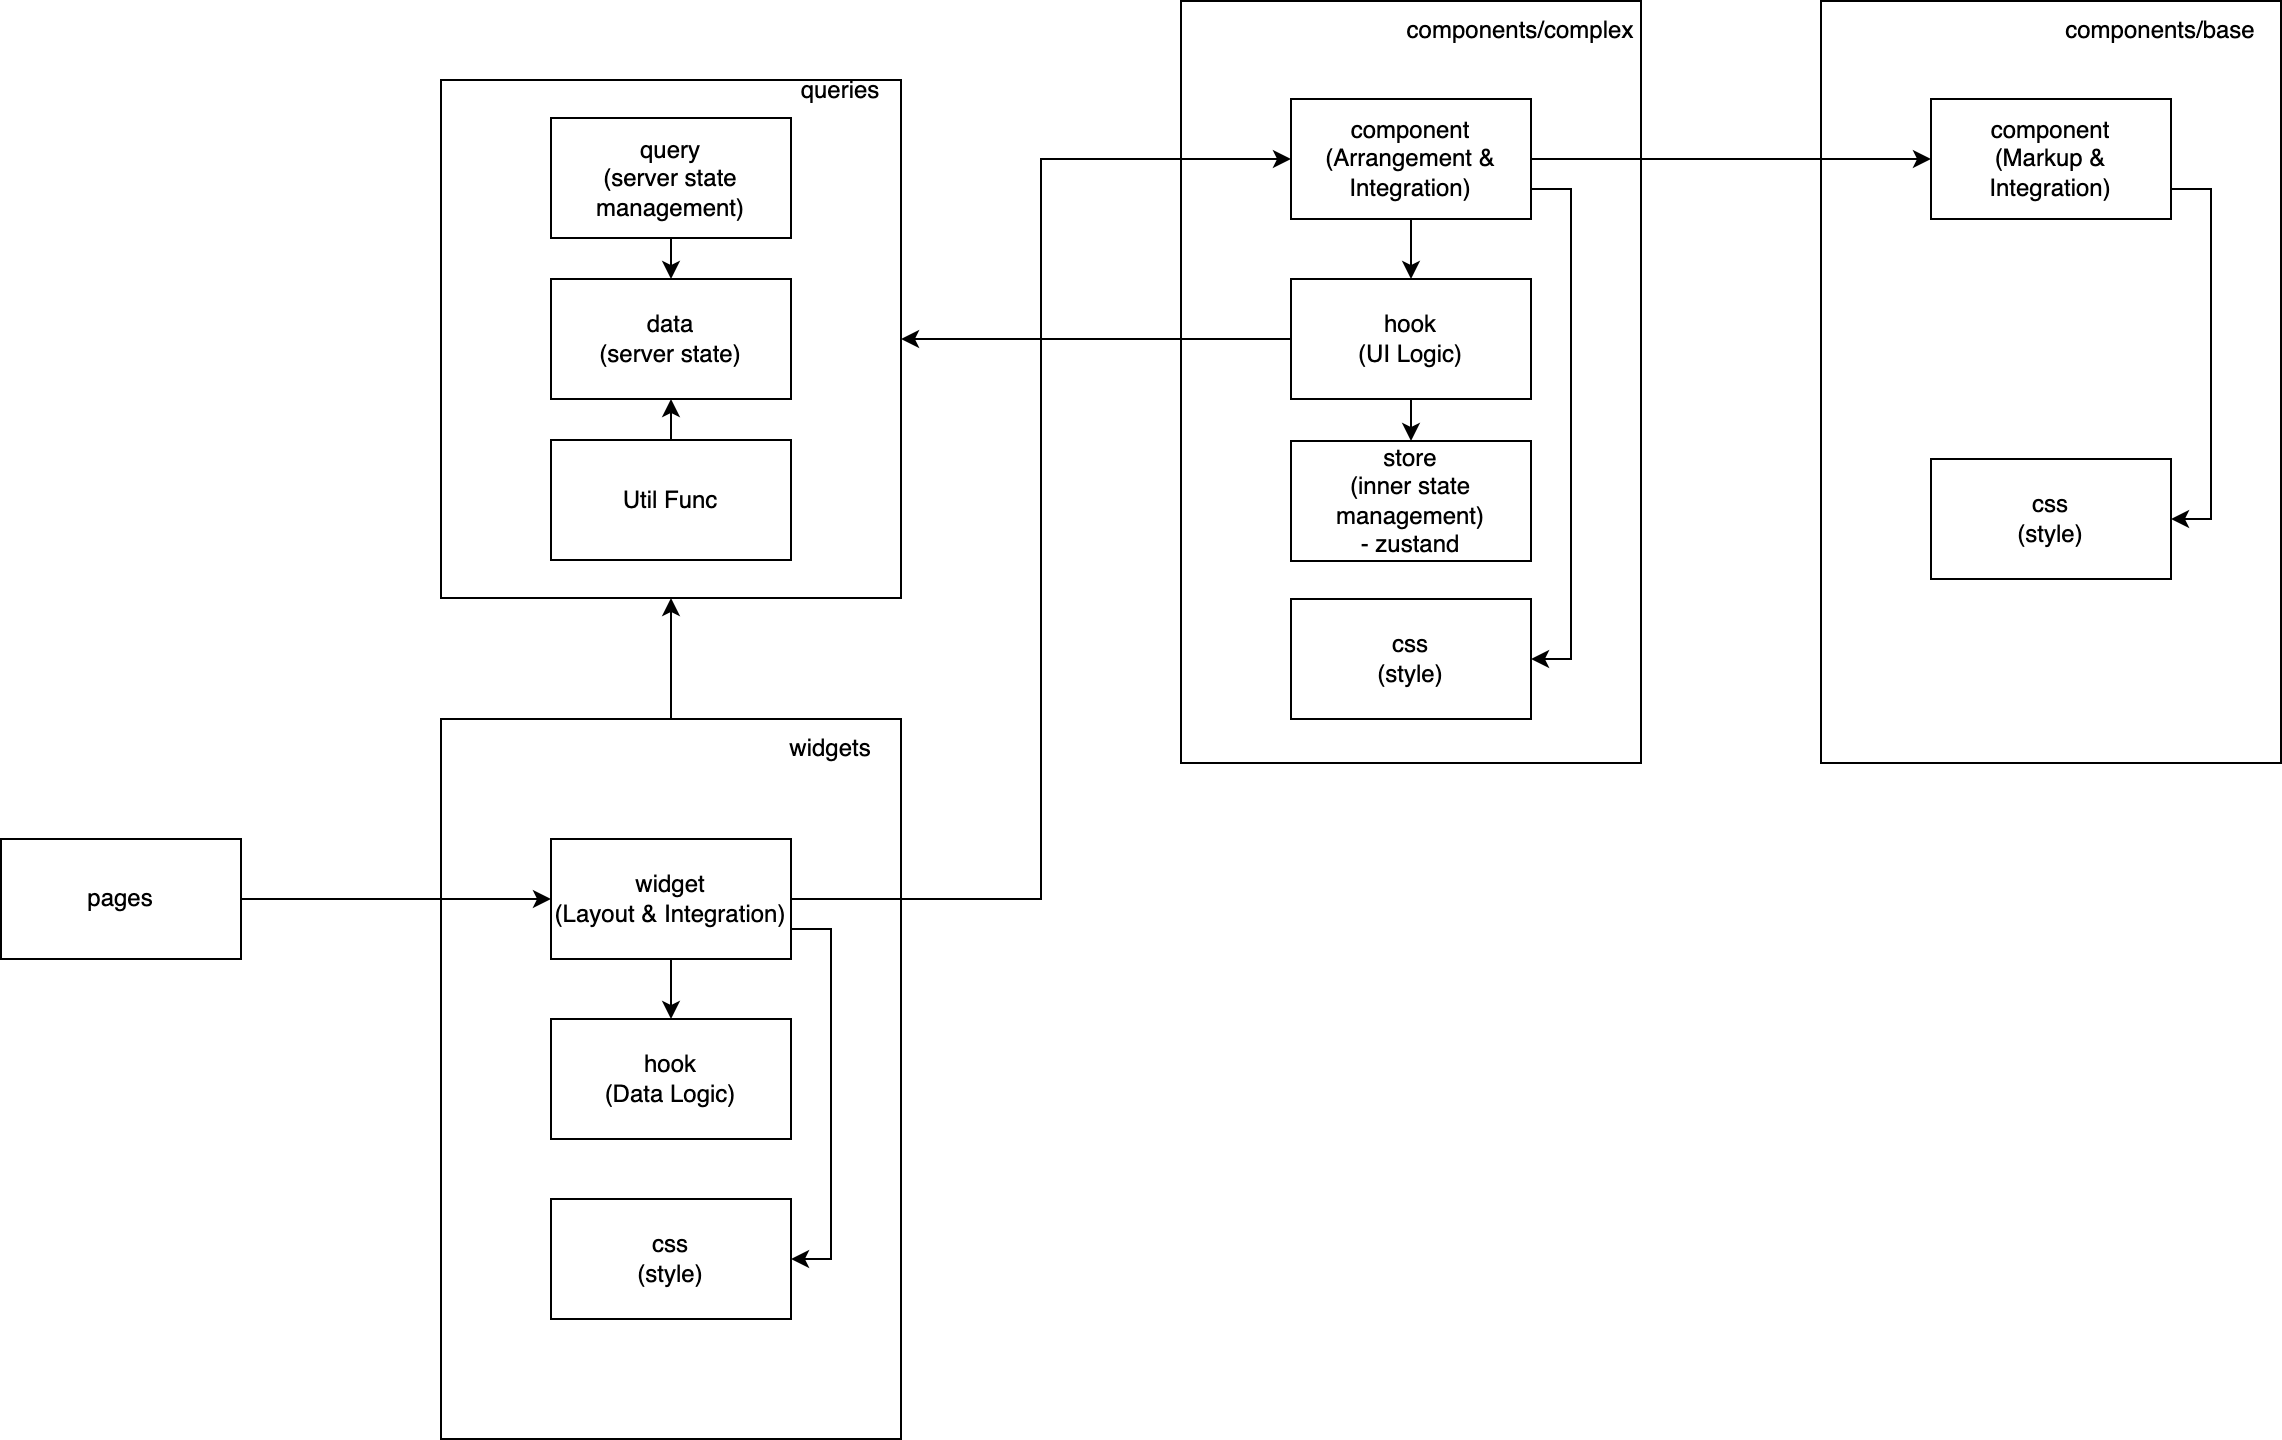 components/complex
components/base
queries
query
(server state
management)
data
(server state)
Util Func
component
(Arrangement &
Integration)
hook
(UI Logic)
store
(inner state
management)
- zustand
css
(style)
component
(Markup &
Integration)
css
(style)
widgets
pages
widget
(Layout & Integration)
hook
(Data Logic)
css
(style)